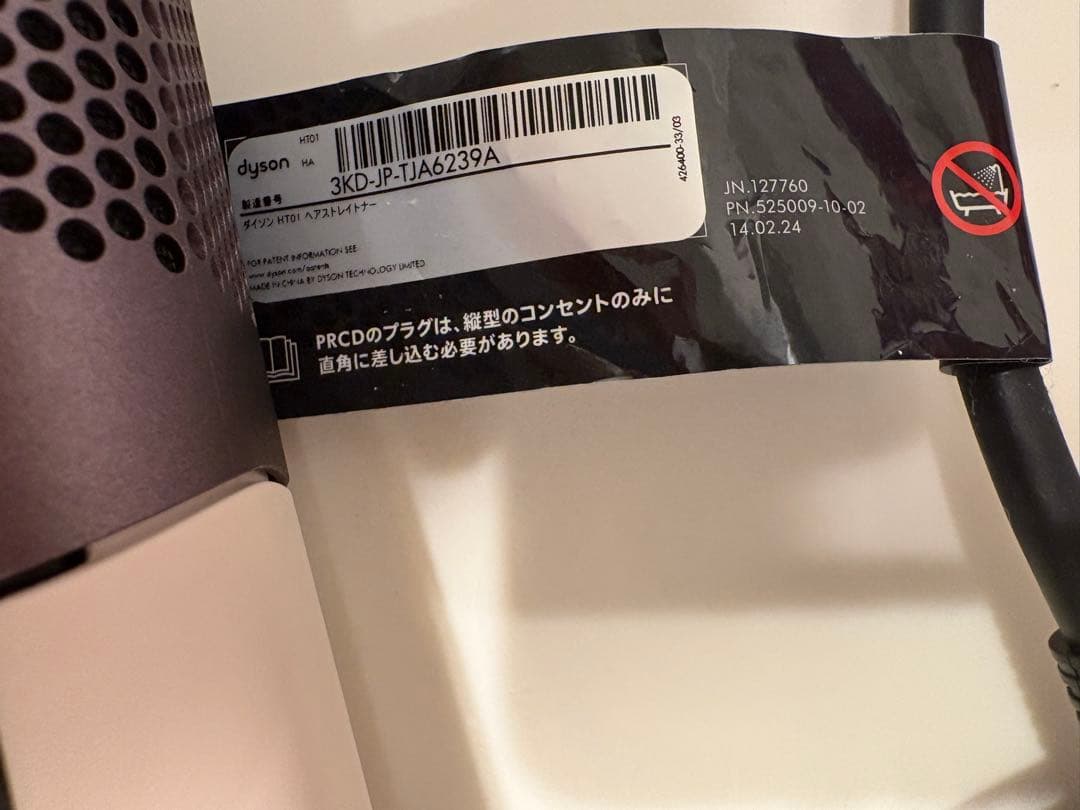 dyson
HT01
HA
製造番号
3KD-JP-TJA6239A
ダイソン HT01 ヘアストレイトナー
FOR PATENT INFORMATION SEE
www.dyson.com/patents
MADE IN CHINA BY DYSON TECHNOLOGY LIMITED
426400-33/03
JN.127760
PN.525009-10-02
14.02.24
PRCDのプラグは、縦型のコンセントのみに
直角に差し込む必要があります。